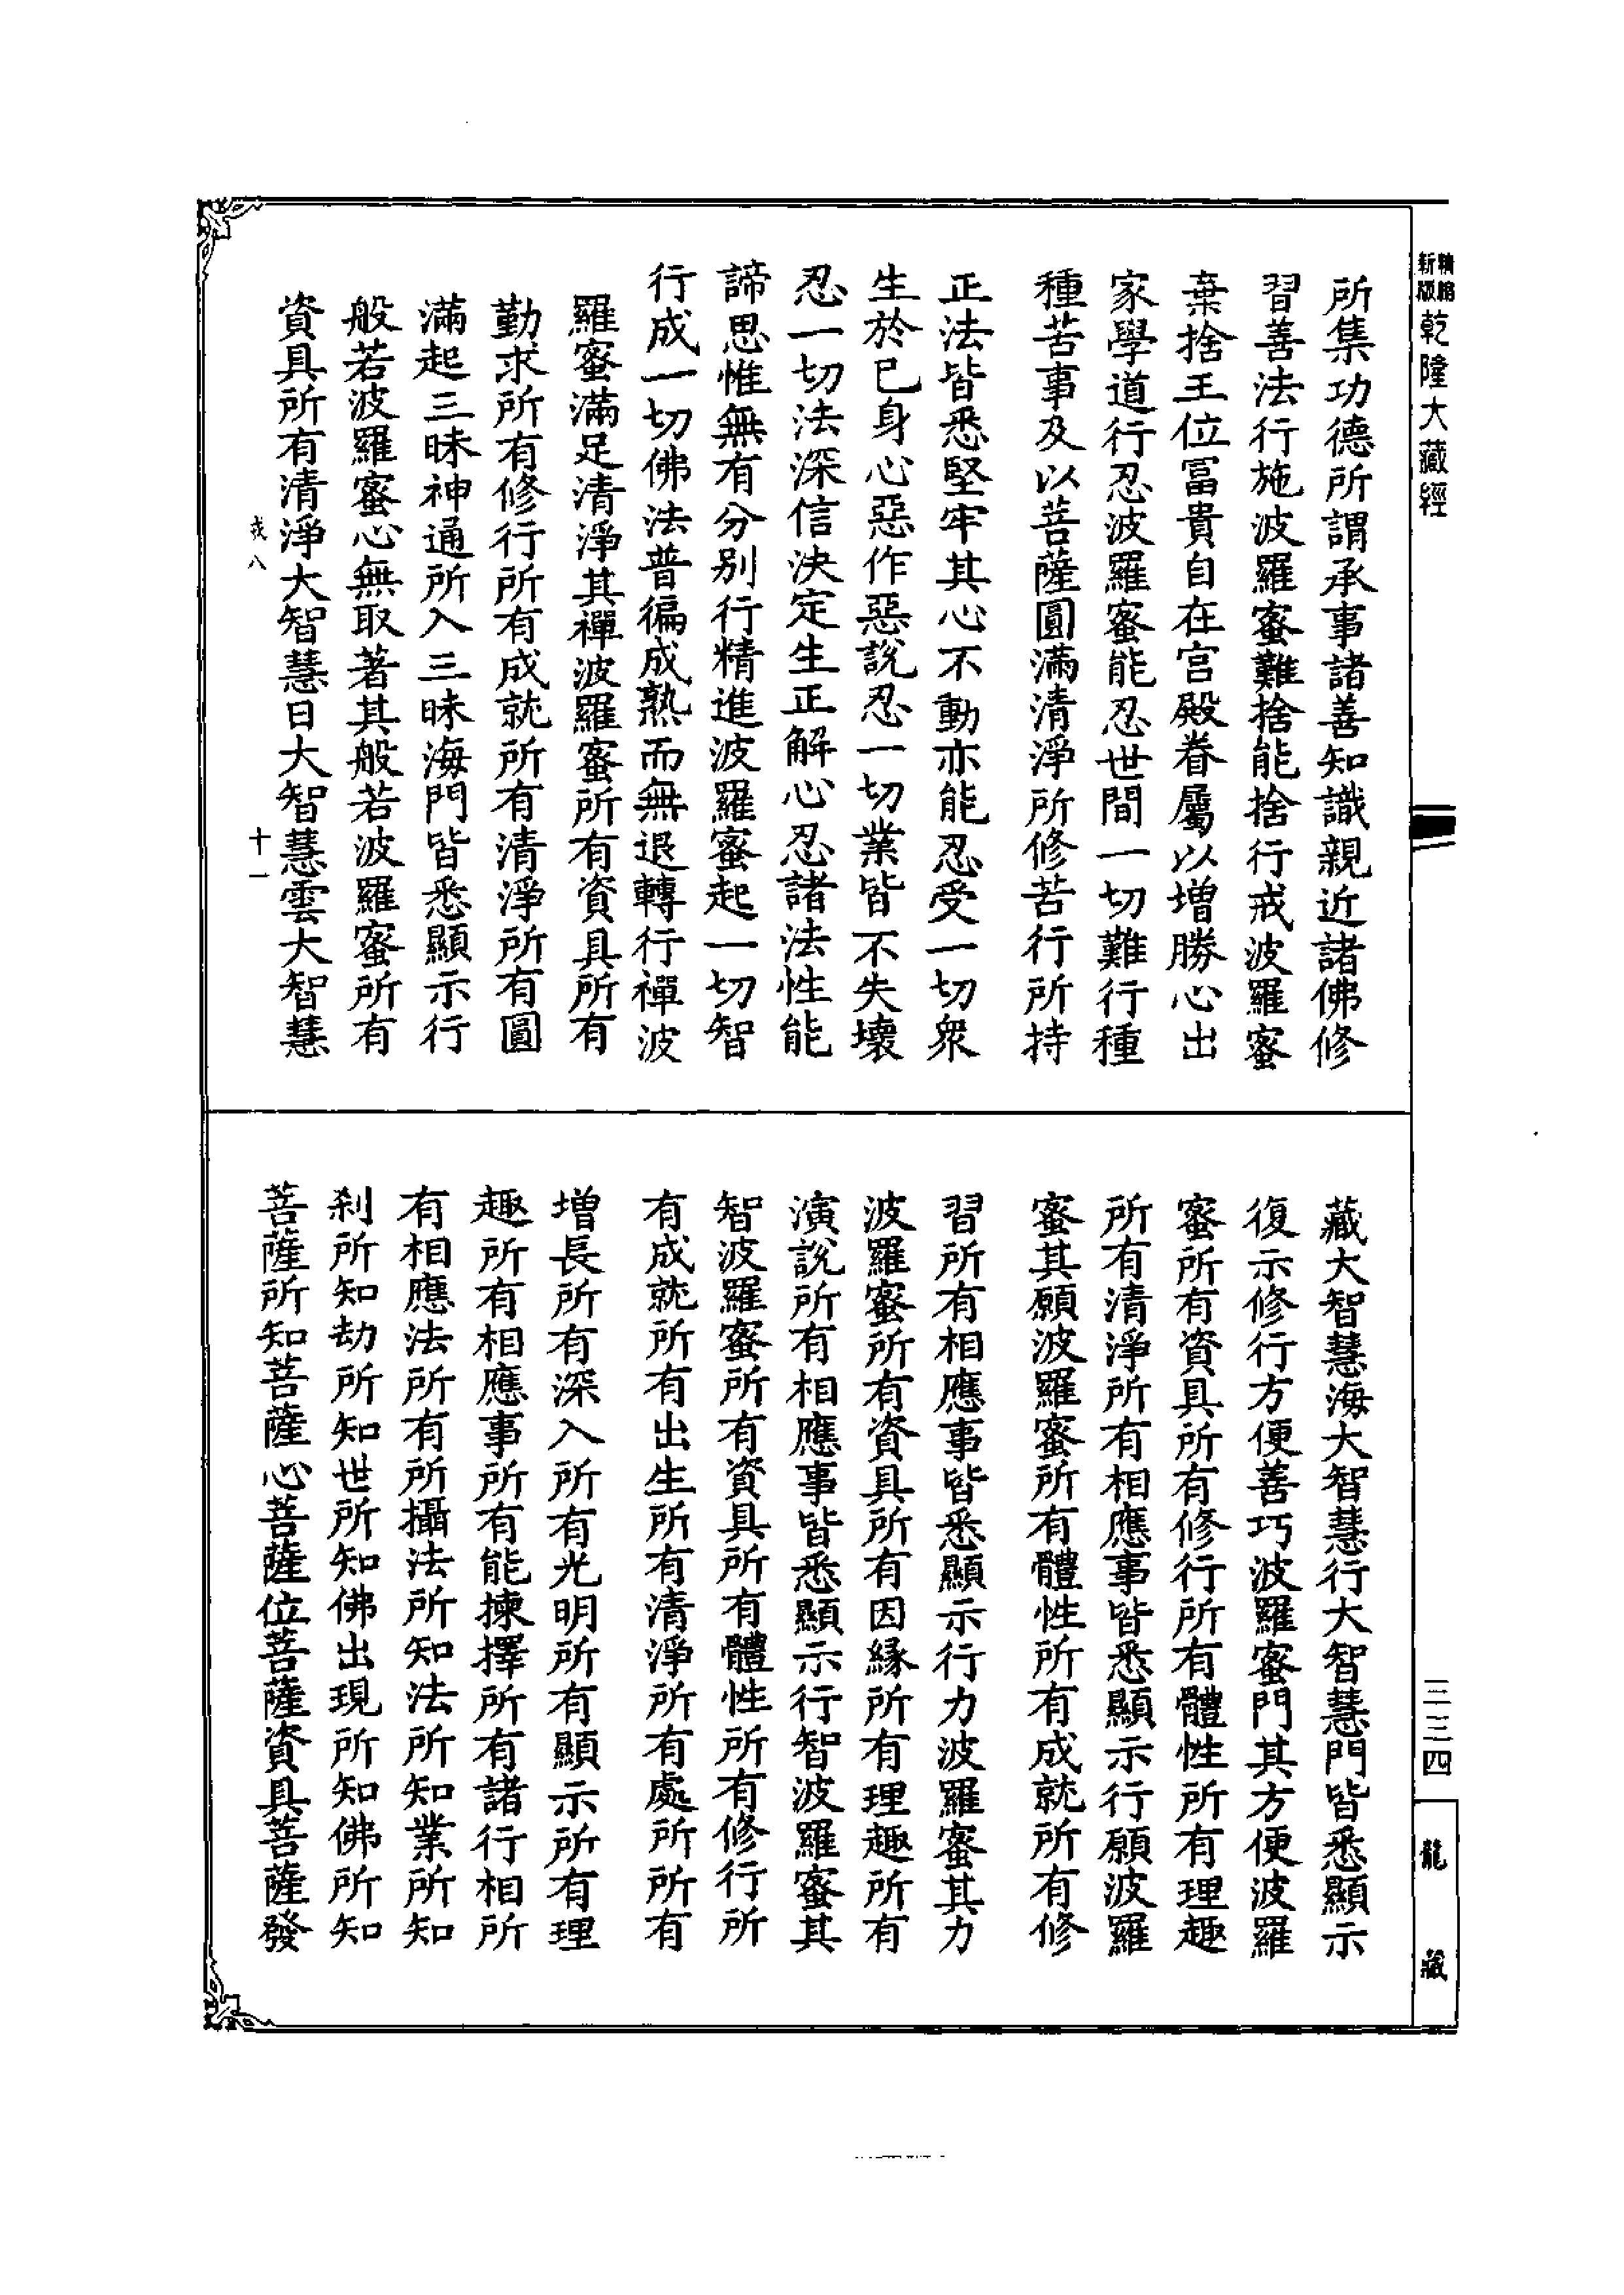 精縮
新版
乾隆大藏經
所集功德所謂承事諸善知識親近諸佛修
習善法行施波羅蜜難捨能捨行戒波羅蜜
棄捨王位冨貴自在宮殿眷屬以增勝心出
家學道行忍波羅蜜能忍世間一切難行種
種苦事及以菩薩圓滿清淨所修苦行所持
正法皆悉堅牢其心不動亦能忍受一切衆
生於已身心惡作惡說忍一切業皆不失壞
忍一切法深信決定生正解心忍諸法性能
諦思惟無有分別行精進波羅蜜起一切智
行成一切佛法普徧成熟而無退轉行禪波
羅蜜滿足清淨其禪波羅蜜所有資具所有
勤求所有修行所有成就所有清淨所有圓
滿起三昧神通所入三昧海門皆悉顯示行
般若波羅蜜心無取著其般若波羅蜜所有
資具所有清淨大智慧日大智慧雲大智慧
十一
藏大智慧海大智慧行大智慧門皆悉顯示
復示修行方便善巧波羅蜜門其方便波羅
蜜所有資具所有修行所有體性所有理趣
所有清淨所有相應事皆悉顯示行願波羅
蜜其願波羅蜜所有體性所有成就所有修
習所有相應事皆悉顯示行力波羅蜜其力
波羅蜜所有資具所有因緣所有理趣所有
演說所有相應事皆悉顯示行智波羅蜜其
智波羅蜜所有資具所有體性所有修行所
有成就所有出生所有清淨所有處所所有
增長所有深入所有光明所有顯示所有理
趣所有相應事所有能揀擇所有諸行相所
有相應法所有所攝法所知法所知業所知
刹所知劫所知世所知佛出現所知佛所知
菩薩所知菩薩心菩薩位菩薩資具菩薩發
三三四
龍藏